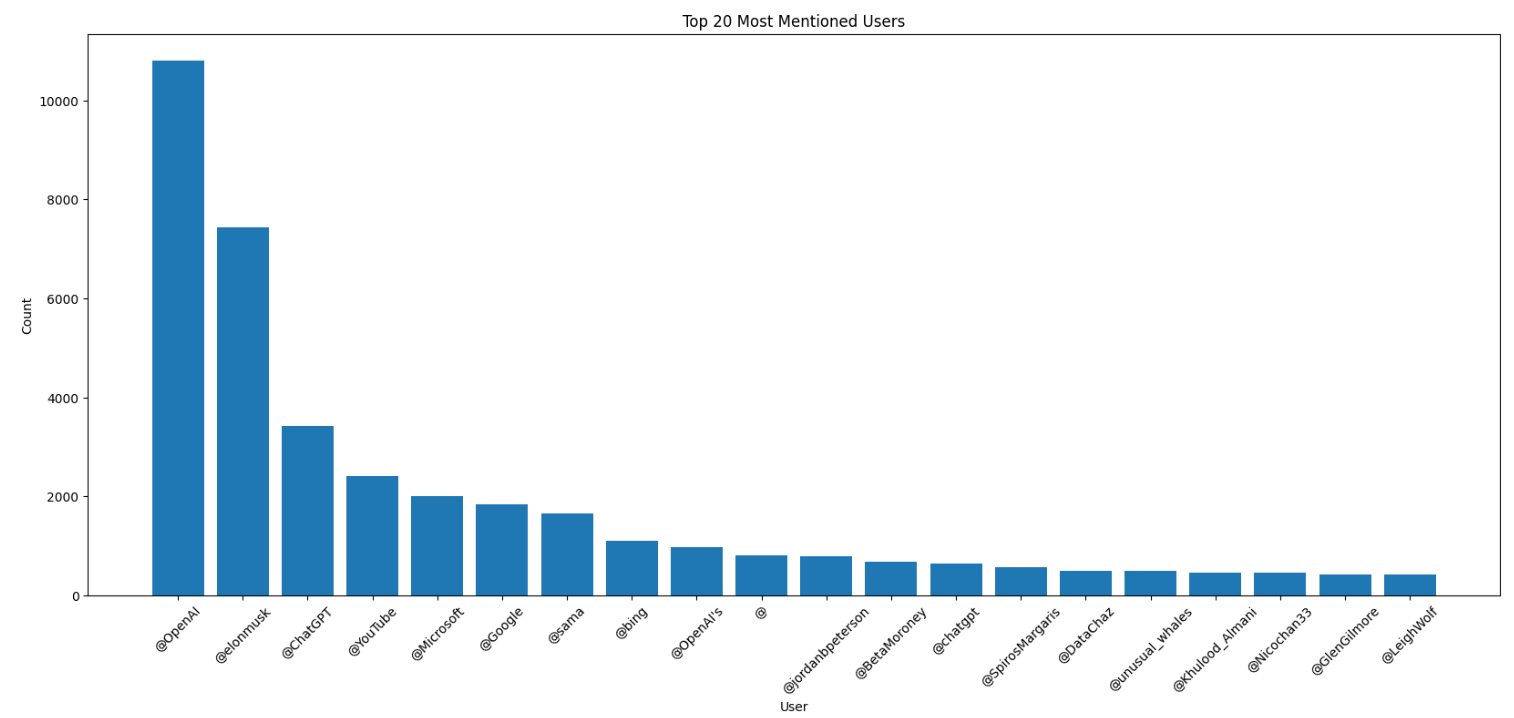 Top 20 Most Mentioned Users
Count
10000
8000
6000
4000
2000
0
@OpenAI
@elonmusk
@ChatGPT
@YouTube
@Microsoft
@Google
@sama
@bing
@OpenAI's
@
@jordanbpeterson
@BetaMoroney
@chatgpt
@SpirosMargaris
@DataChaz
@unusual_whales
@Khulood_Almani
@Nicochan33
@GlenGilmore
@LeighWolf
User